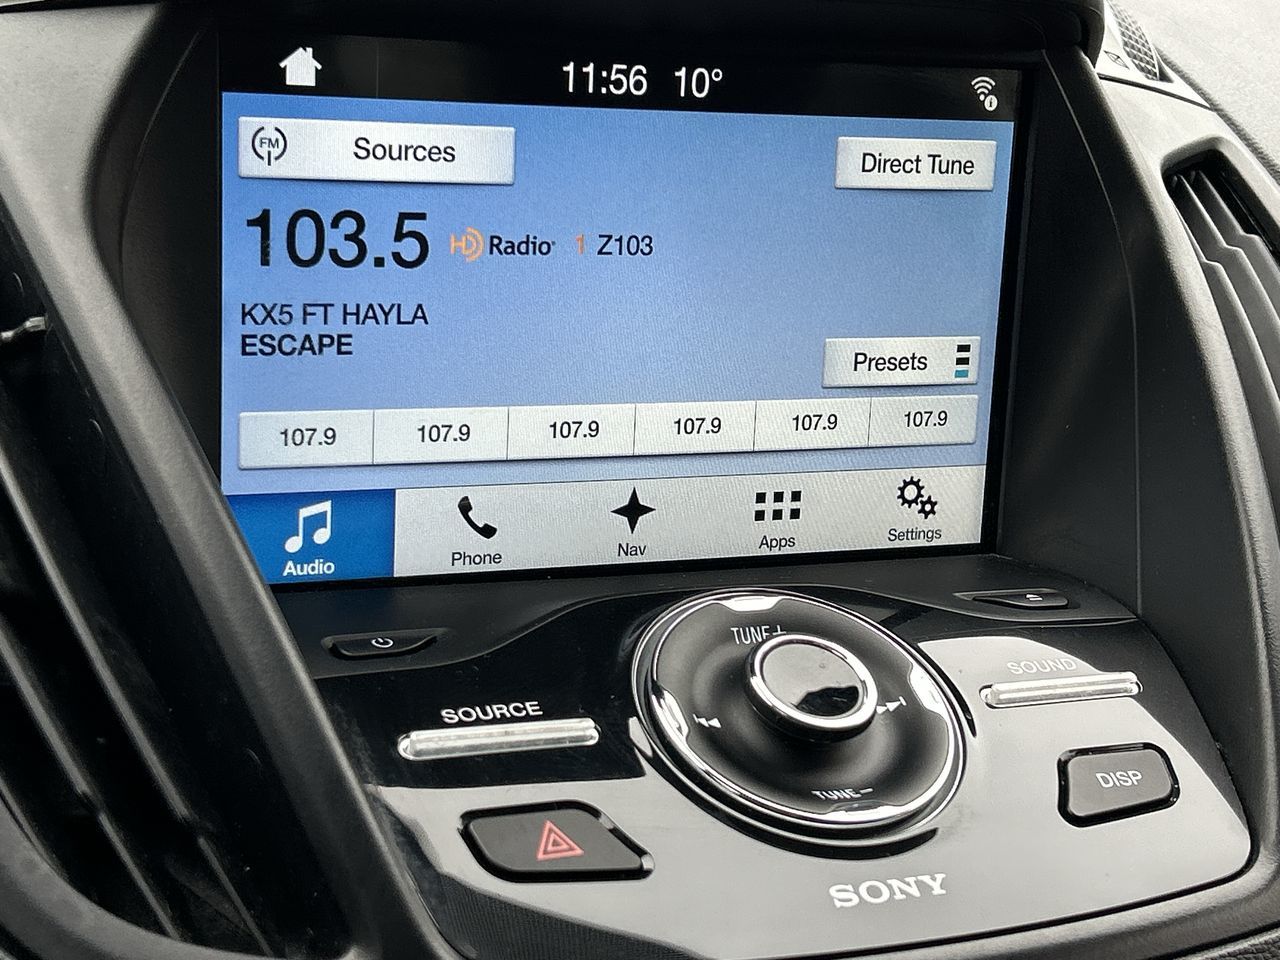 11:56 10°
FM Sources
Direct Tune
103.5 HD Radio 1 Z103
KX5 FT HAYLA
ESCAPE
Presets
107.9 107.9 107.9 107.9 107.9 107.9
Audio Phone Nav Apps Settings
TUNE+
SOUND
SOURCE
DISP
TUNE−
SONY